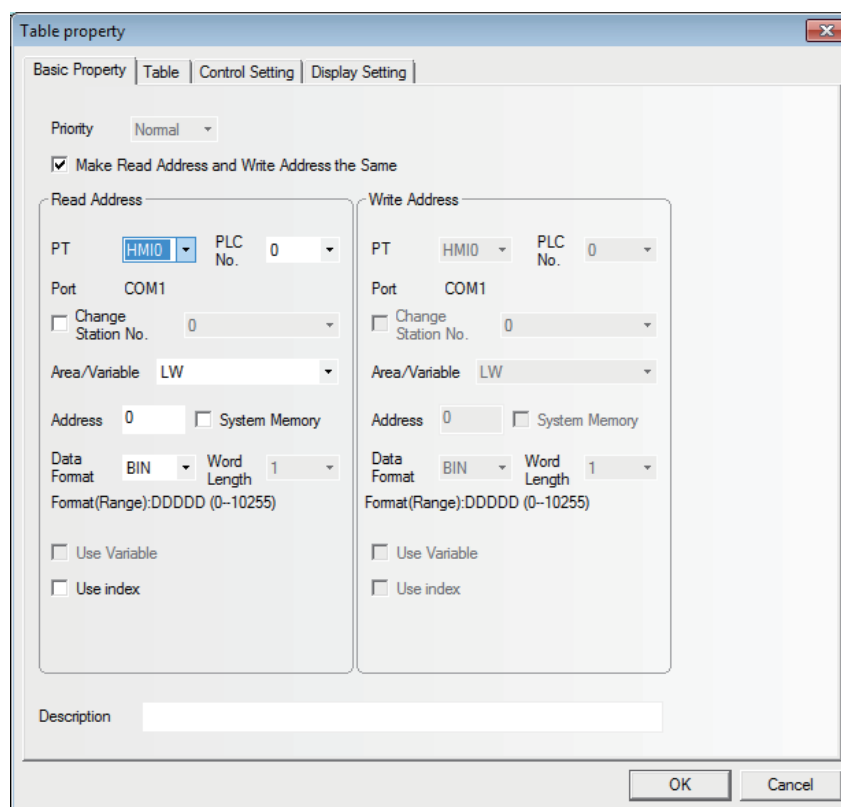 Table property
Basic Property Table Control Setting Display Setting
Priority Normal
Make Read Address and Write Address the Same
Read Address
PT HMI0 PLC No. 0
Port COM1
Change Station No. 0
Area/Variable LW
Address 0 System Memory
Data Format BIN Word Length 1
Format(Range):DDDDD (0--10255)
Use Variable
Use index
Write Address
PT HMI0 PLC No. 0
Port COM1
Change Station No. 0
Area/Variable LW
Address 0 System Memory
Data Format BIN Word Length 1
Format(Range):DDDDD (0--10255)
Use Variable
Use index
Description
OK Cancel